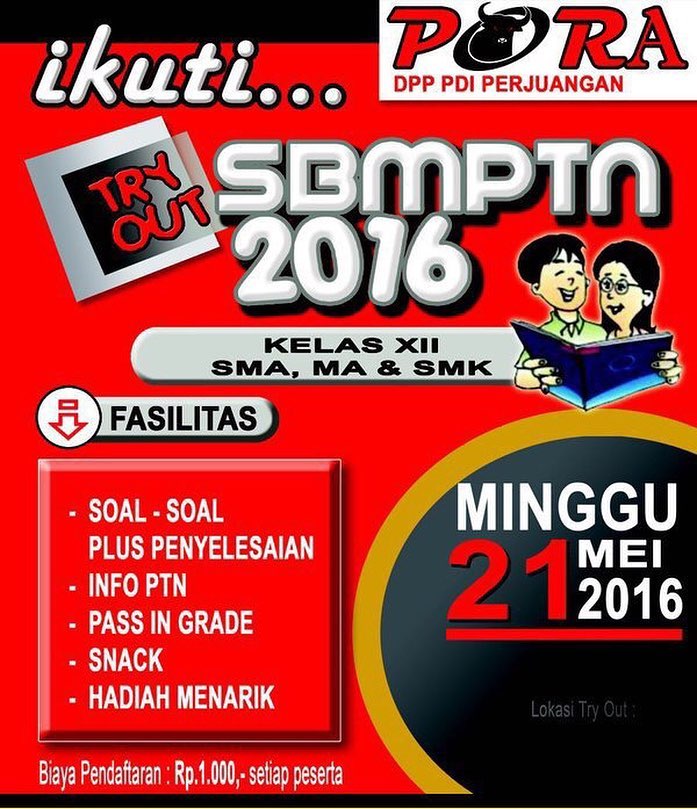 ikuti...
PORA
DPP PDI PERJUANGAN
TRY
OUT
SBMPTN
2016
KELAS XII
SMA, MA & SMK
FASILITAS
- SOAL - SOAL
PLUS PENYELESAIAN
- INFO PTN
- PASS IN GRADE
- SNACK
- HADIAH MENARIK
MINGGU
21 MEI
2016
Lokasi Try Out :
Biaya Pendaftaran : Rp.1.000,- setiap peserta